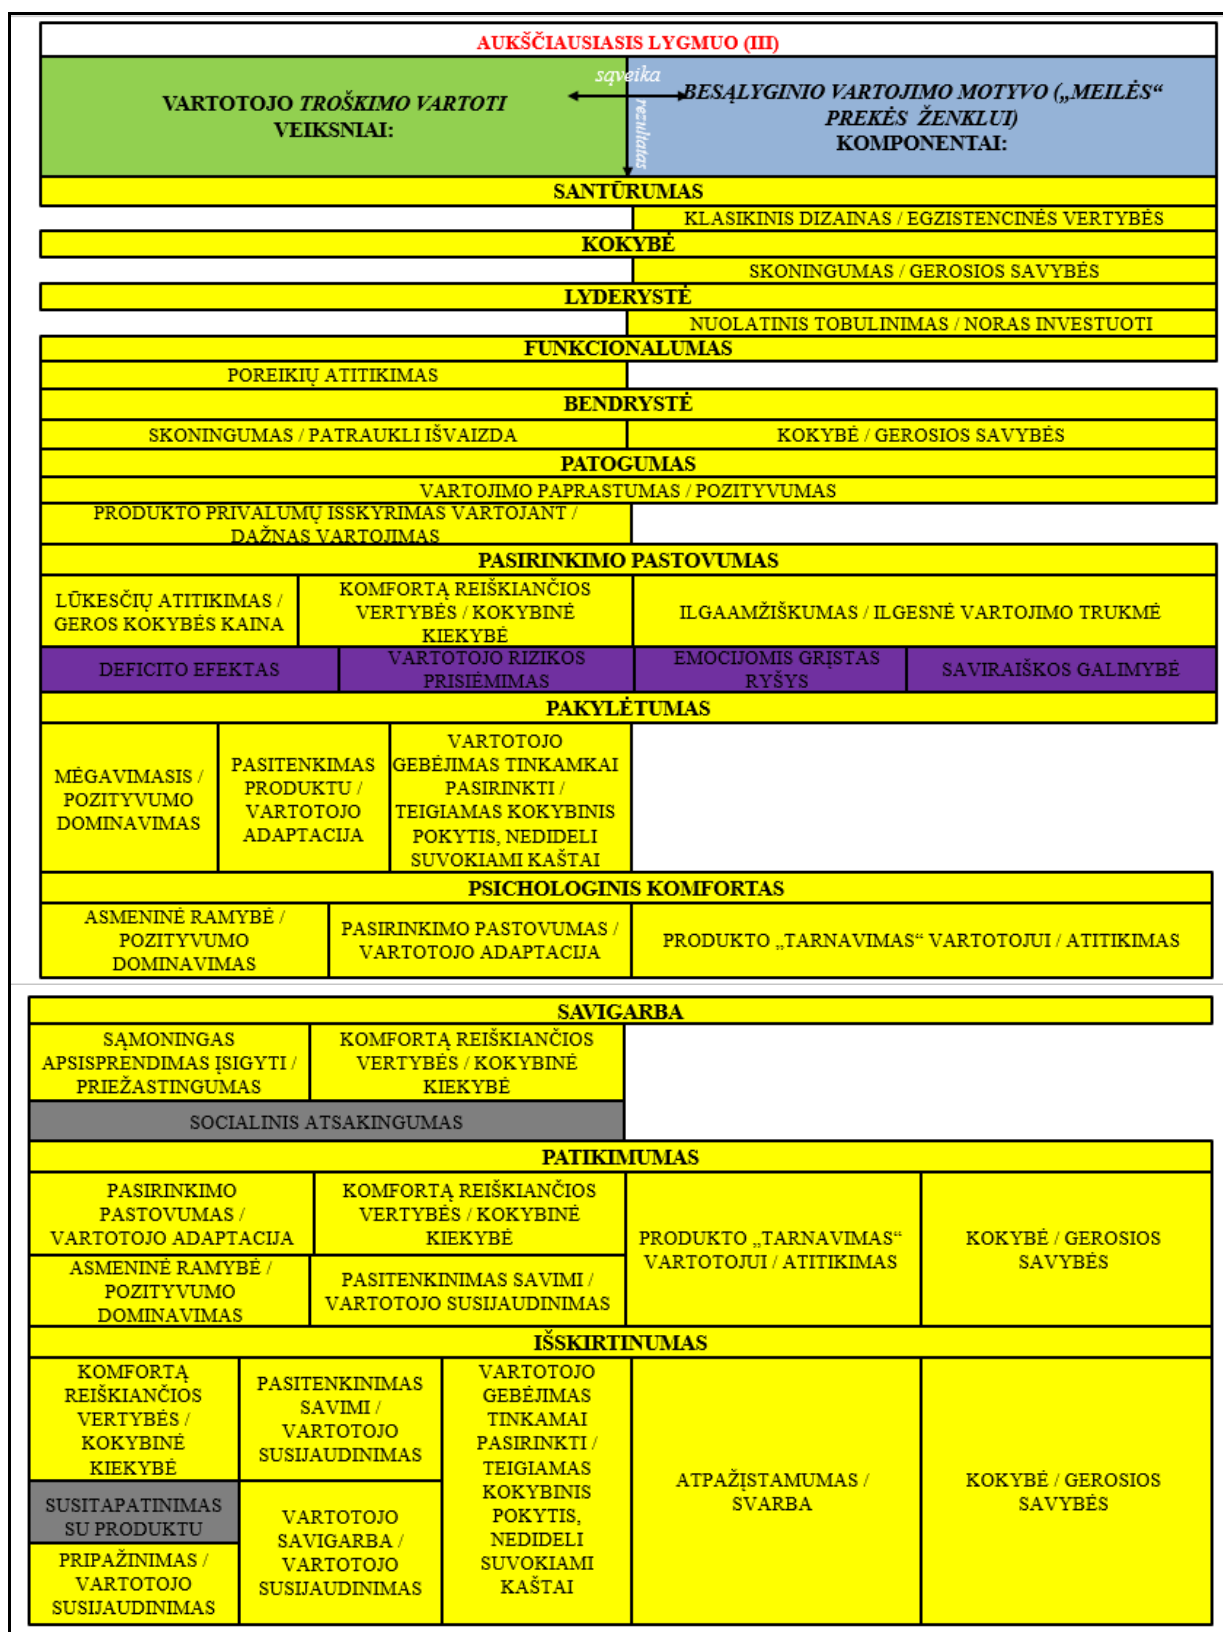 AUKŠČIAUSIASIS LYGMUO (III)
VARTOTOJO TROŠKIMO VARTOTI
VEIKSNIAI:
sąveika
rezultatas
BESĄLYGINIO VARTOJIMO MOTYVO („MEILĖS“
PREKĖS ŽENKLUI)
KOMPONENTAI:
SANTŪRUMAS
KLASIKINIS DIZAINAS / EGZISTENCINĖS VERTYBĖS
KOKYBĖ
SKONINGUMAS / GEROSIOS SAVYBĖS
LYDERYSTĖ
NUOLATINIS TOBULINIMAS / NORAS INVESTUOTI
FUNKCIONALUMAS
POREIKIŲ ATITIKIMAS
BENDRYSTĖ
SKONINGUMAS / PATRAUKLI IŠVAIZDA
KOKYBĖ / GEROSIOS SAVYBĖS
PATOGUMAS
VARTOJIMO PAPRASTUMAS / POZITYVUMAS
PRODUKTO PRIVALUMŲ IŠSKYRIMAS VARTOJANT /
DAŽNAS VARTOJIMAS
PASIRINKIMO PASTOVUMAS
LŪKESČIŲ ATITIKIMAS /
GEROS KOKYBĖS KAINA
KOMFORTĄ REIŠKIANČIOS
VERTYBĖS / KOKYBINĖ
KIEKYBĖ
ILGAAMŽIŠKUMAS / ILGESNĖ VARTOJIMO TRUKMĖ
DEFICITO EFEKTAS
VARTOTOJO RIZIKOS
PRISIĖMIMAS
EMOCIJOMIS GRĮSTAS
RYŠYS
SAVIRAIŠKOS GALIMYBĖ
PAKYLĖTUMAS
MĖGAVIMASIS /
POZITYVUMO
DOMINAVIMAS
PASITENKIMAS
PRODUKTU /
VARTOTOJO
ADAPTACIJA
VARTOTOJO
GEBĖJIMAS TINKAMKAI
PASIRINKTI /
TEIGIAMAS KOKYBINIS
POKYTIS, NEDIDELI
SUVOKIAMI KAŠTAI
PSICHOLOGINIS KOMFORTAS
ASMENINĖ RAMYBĖ /
POZITYVUMO
DOMINAVIMAS
PASIRINKIMO PASTOVUMAS /
VARTOTOJO ADAPTACIJA
PRODUKTO „TARNAVIMAS“ VARTOTOJUI / ATITIKIMAS
SAVIGARBA
SĄMONINGAS
APSISPRENDIMAS ĮSIGYTI /
PRIEŽASTINGUMAS
KOMFORTĄ REIŠKIANČIOS
VERTYBĖS / KOKYBINĖ
KIEKYBĖ
SOCIALINIS ATSAKINGUMAS
PATIKIMUMAS
PASIRINKIMO
PASTOVUMAS /
VARTOTOJO ADAPTACIJA
KOMFORTĄ REIŠKIANČIOS
VERTYBĖS / KOKYBINĖ
KIEKYBĖ
PRODUKTO „TARNAVIMAS“
VARTOTOJUI / ATITIKIMAS
KOKYBĖ / GEROSIOS
SAVYBĖS
ASMENINĖ RAMYBĖ /
POZITYVUMO
DOMINAVIMAS
PASITENKINIMAS SAVIMI /
VARTOTOJO SUSIJAUDINIMAS
IŠSKIRTINUMAS
KOMFORTĄ
REIŠKIANČIOS
VERTYBĖS /
KOKYBINĖ
KIEKYBĖ
PASITENKINIMAS
SAVIMI /
VARTOTOJO
SUSIJAUDINIMAS
VARTOTOJO
GEBĖJIMAS
TINKAMAI
PASIRINKTI /
TEIGIAMAS
KOKYBINIS
POKYTIS,
NEDIDELI
SUVOKIAMI
KAŠTAI
ATPAŽĮSTAMUMAS /
SVARBA
KOKYBĖ / GEROSIOS
SAVYBĖS
SUSITAPATINIMAS
SU PRODUKTU
VARTOTOJO
SAVIGARBA /
VARTOTOJO
SUSIJAUDINIMAS
PRIPAŽINIMAS /
VARTOTOJO
SUSIJAUDINIMAS